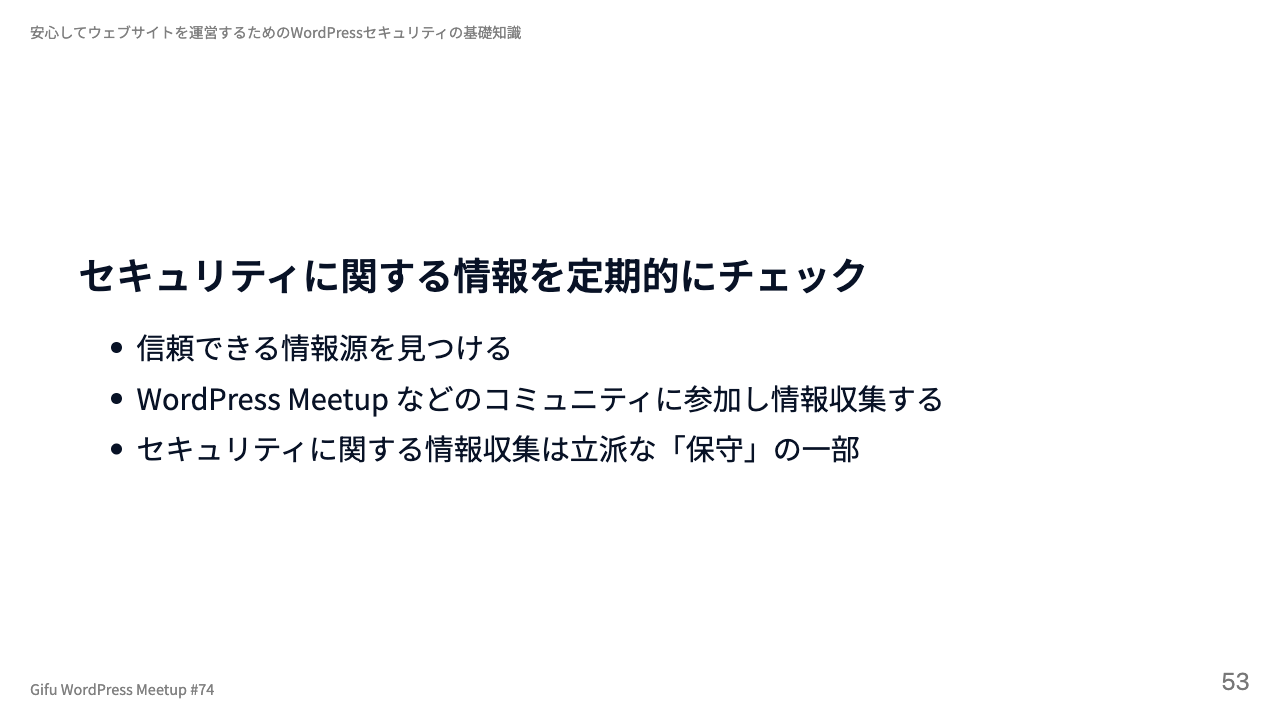 安心してウェブサイトを運営するためのWordPressセキュリティの基礎知識
セキュリティに関する情報を定期的にチェック
• 信頼できる情報源を見つける
• WordPress Meetup などのコミュニティに参加し情報収集する
• セキュリティに関する情報収集は立派な「保守」の一部
Gifu WordPress Meetup #74
53